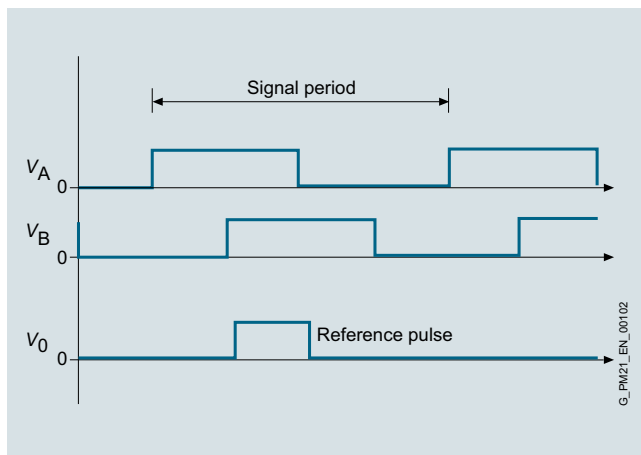 Signal period
VA 0
VB 0
V0 0
Reference pulse
G_PM21_EN_00102